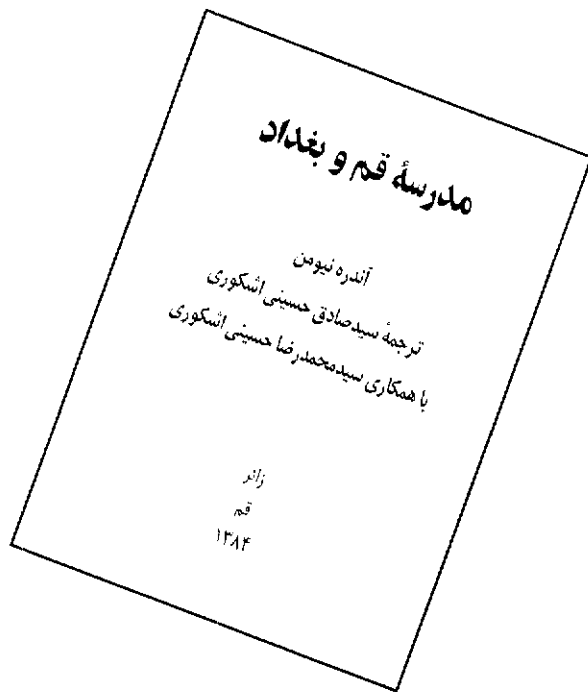 مدرسهٔ قم و بغداد
آندره نیومن
ترجمهٔ سیدصادق حسینی اشکوری
با همکاری سیدمحمدرضا حسینی اشکوری
زائر
قم
۱۳۸۴